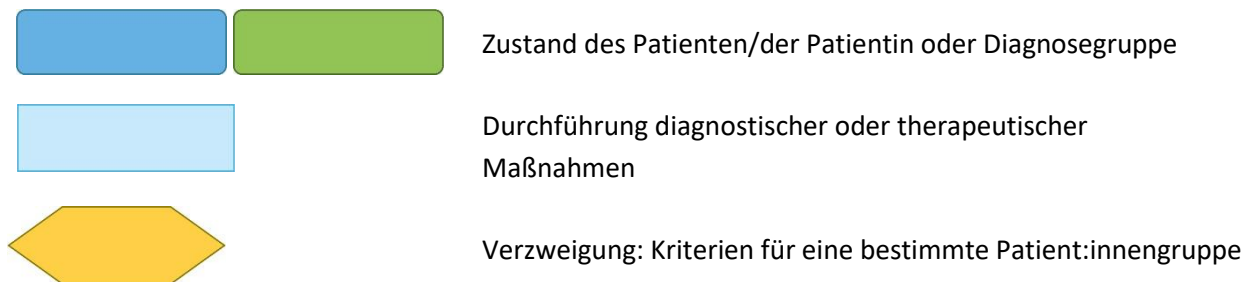 Zustand des Patienten/der Patientin oder Diagnosegruppe
Durchführung diagnostischer oder therapeutischer
Maßnahmen
Verzweigung: Kriterien für eine bestimmte Patient:innengruppe